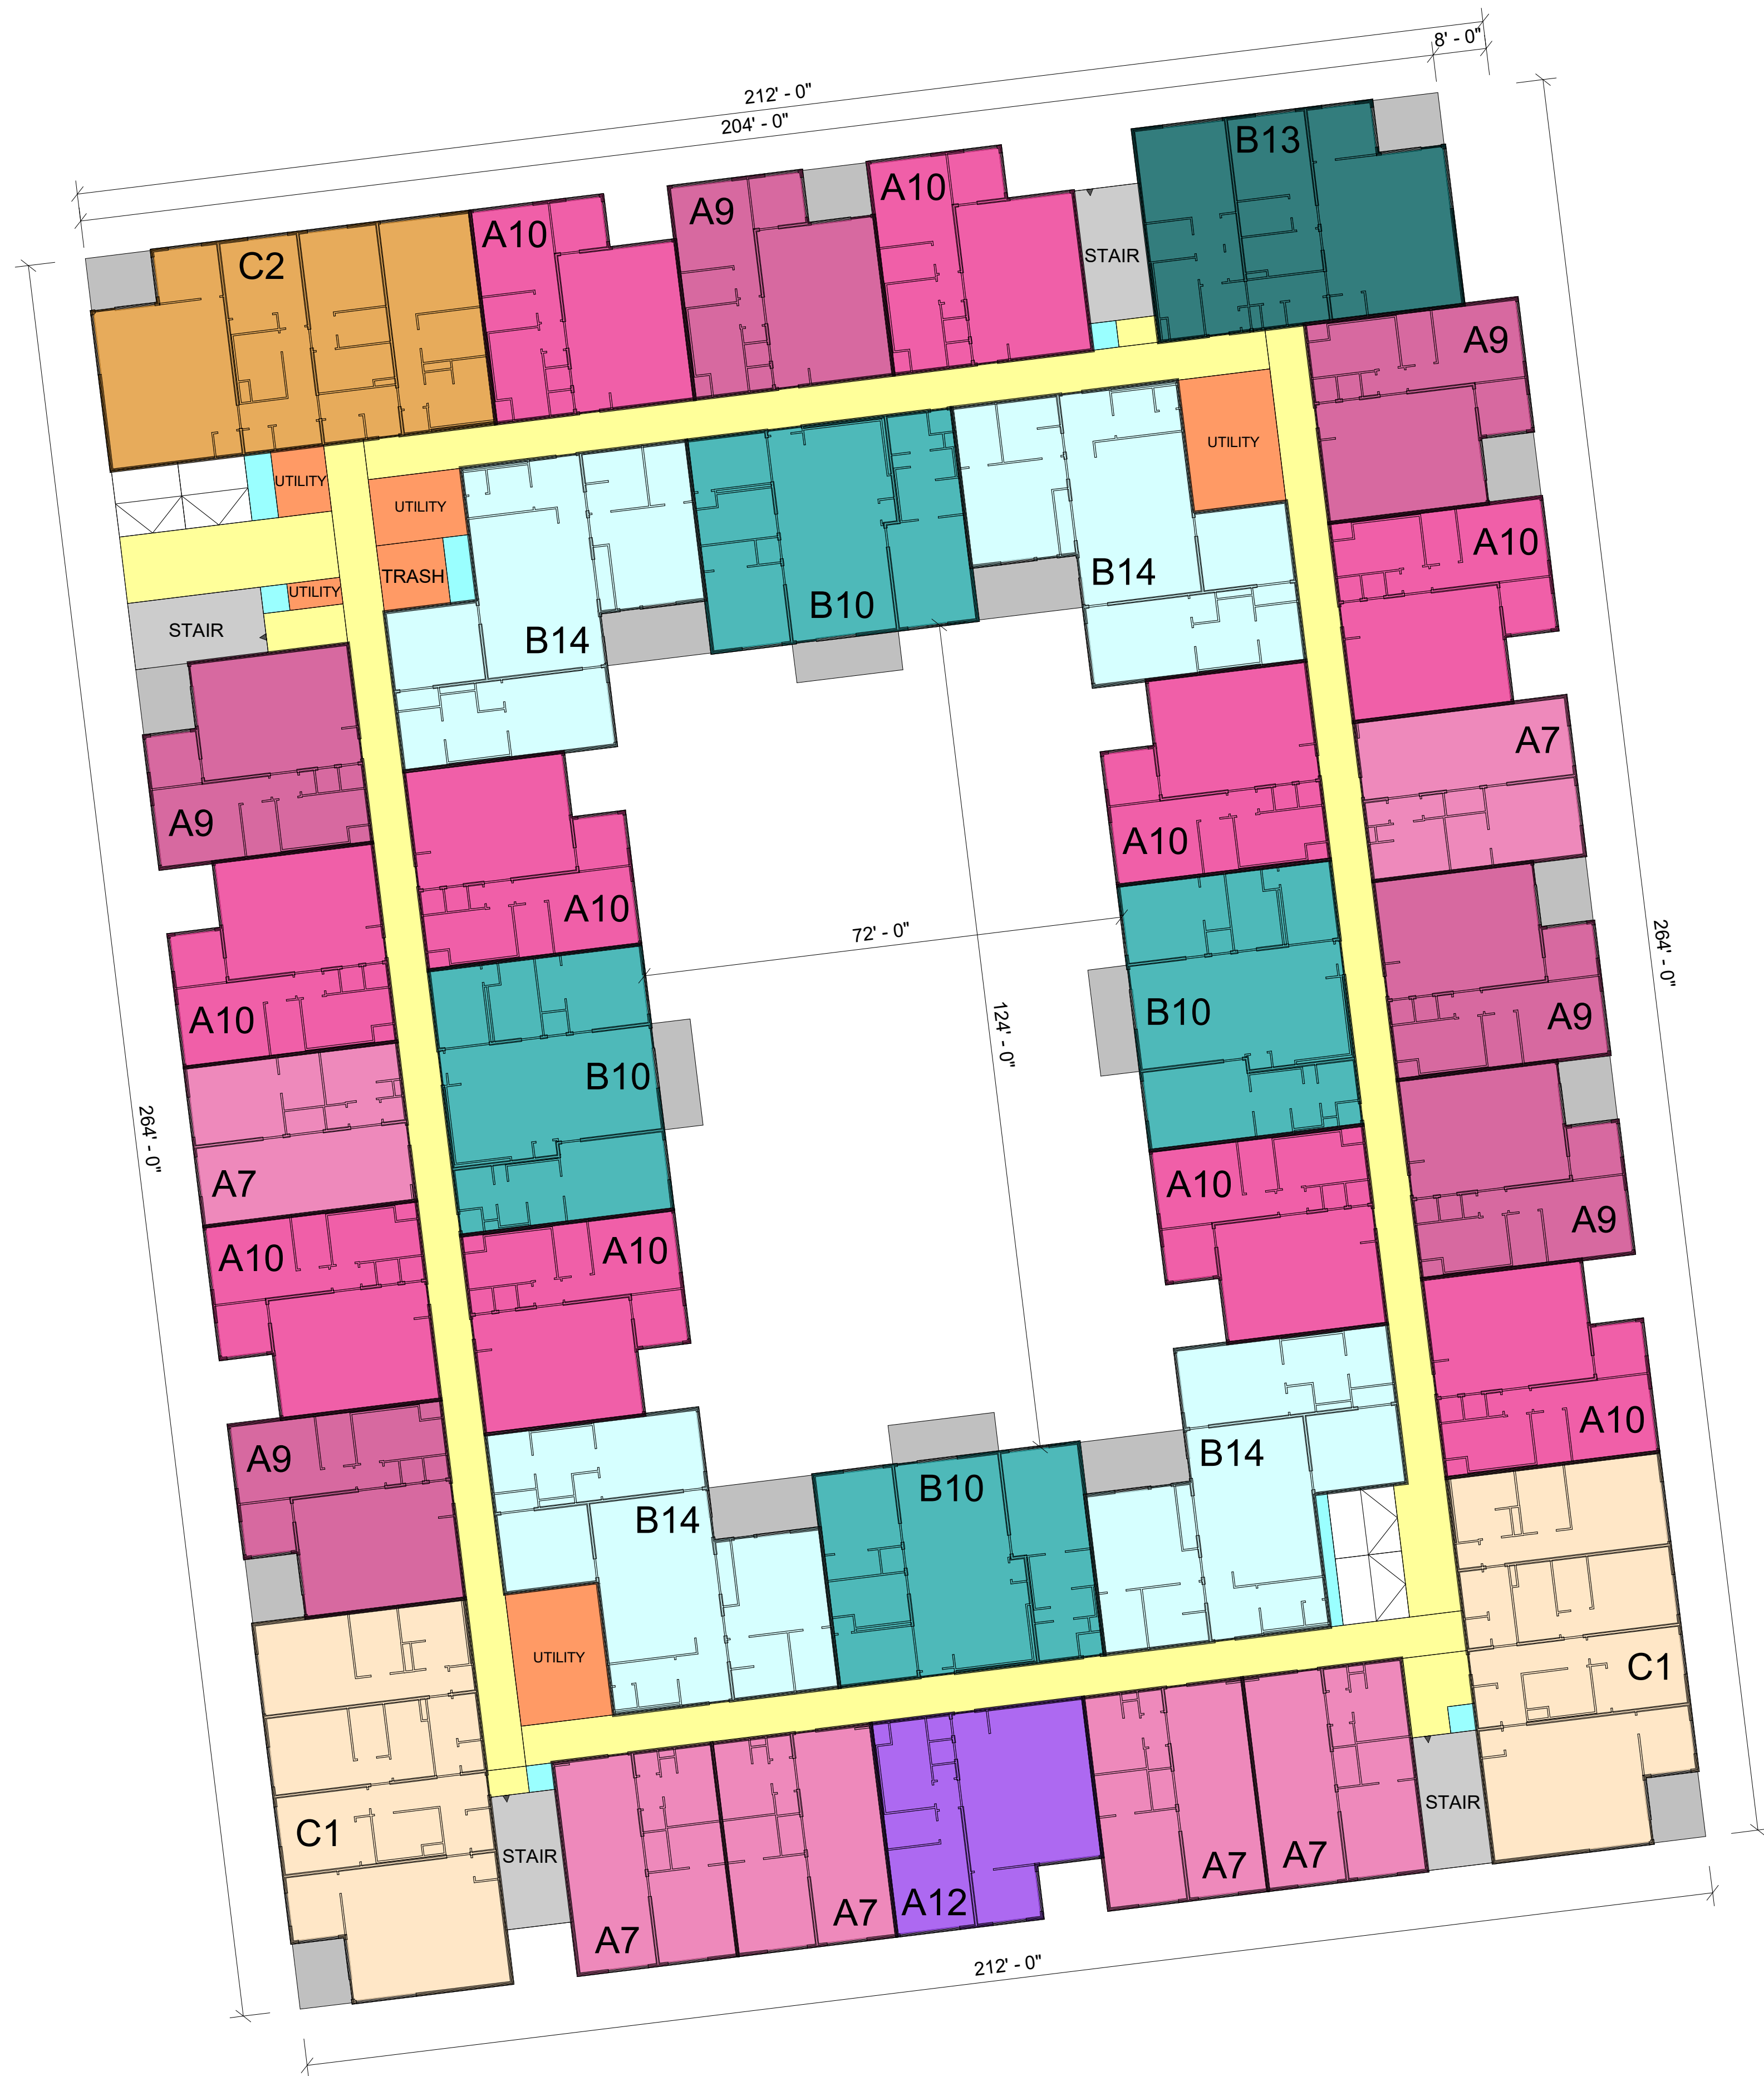 8' - 0"
212' - 0"
204' - 0"
B13
A10
A9
A10
C2
STAIR
A9
UTILITY
UTILITY
UTILITY
A10
TRASH
UTILITY
B14
B10
STAIR
B14
A7
A9
A10
A10
72' - 0"
264' - 0"
A10
B10
A9
124' - 0"
B10
264' - 0"
A7
A10
A9
A10
A10
A10
B14
A9
B10
B14
UTILITY
C1
STAIR
C1
STAIR
A7
A7
A12
A7
A7
212' - 0"